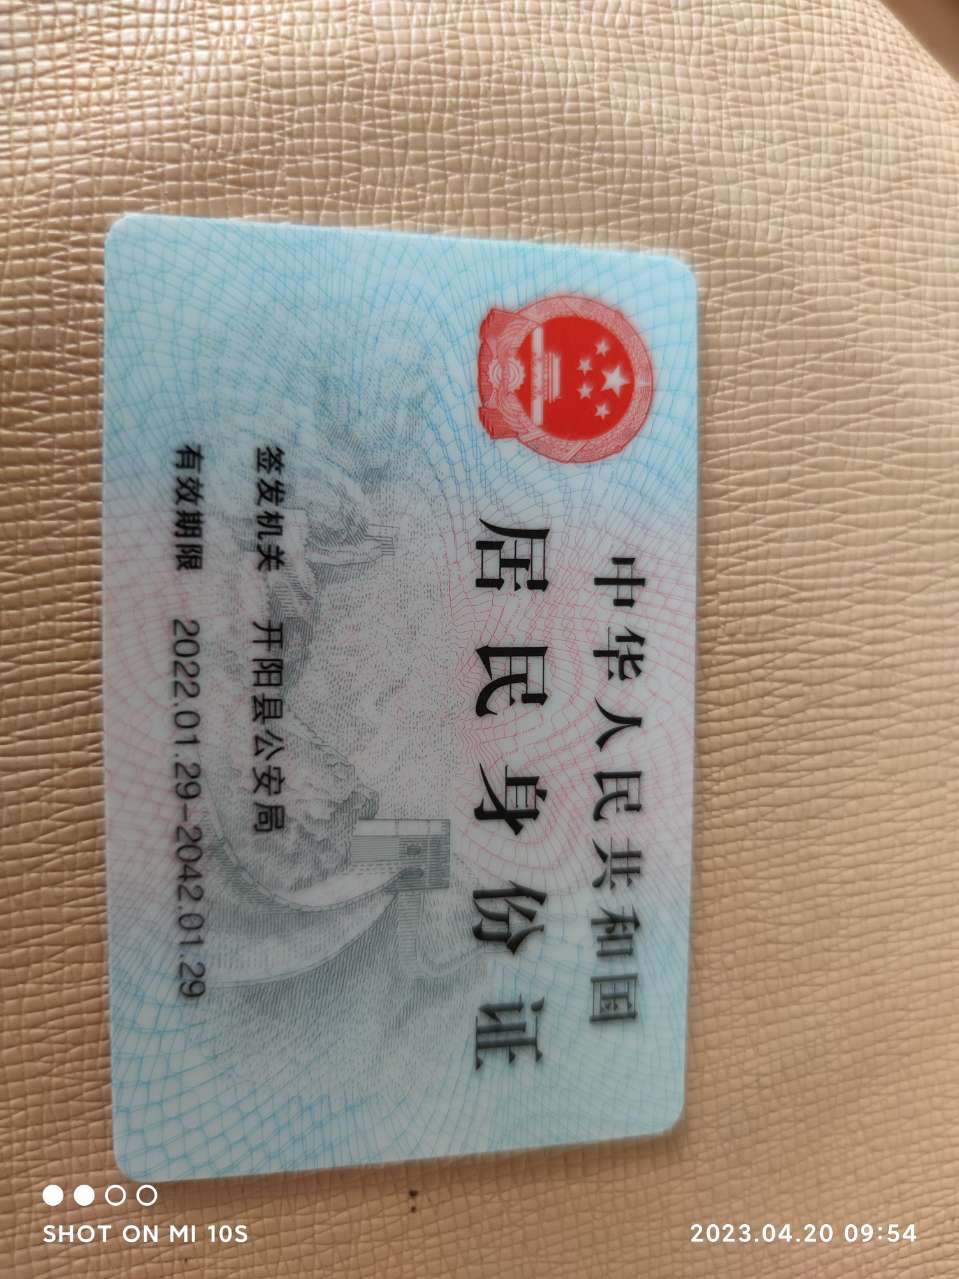 中华人民共和国
居民身份证
签发机关 开阳县公安局
有效期限 2022.01.29-2042.01.29
SHOT ON MI 10S
2023.04.20 09:54